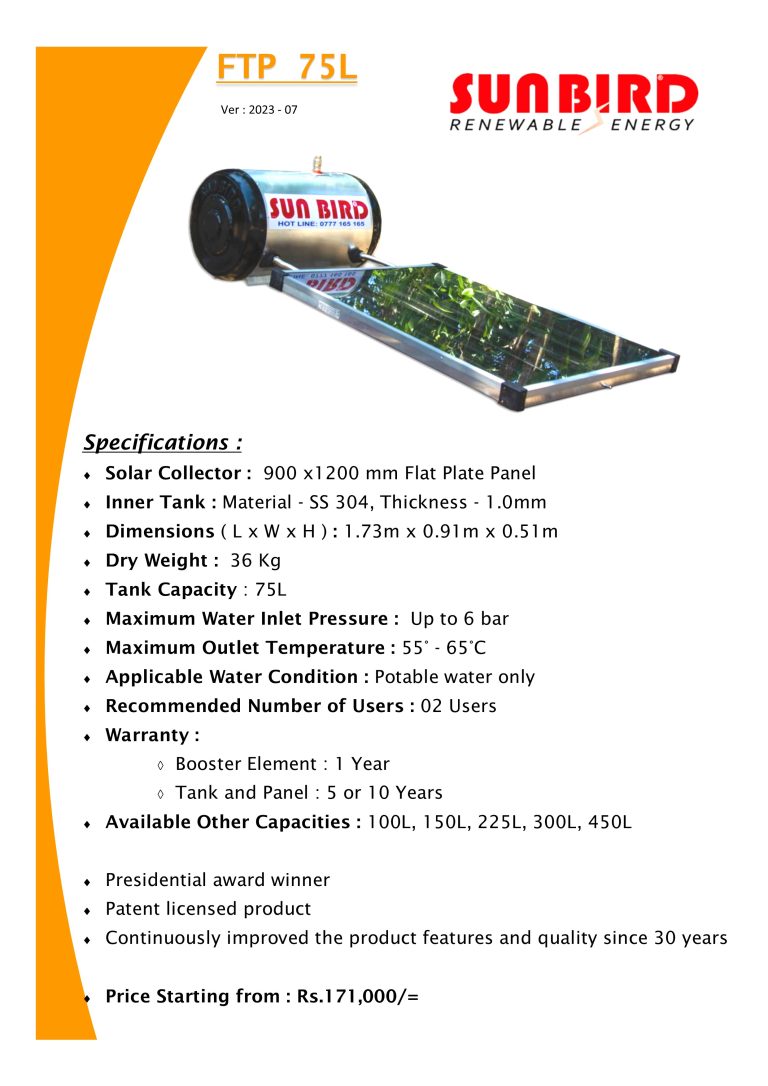 FTP 75L
Ver : 2023 - 07
SUN BIRD®
RENEWABLE ENERGY
SUN BIRD
HOT LINE: 0777 165 165
Specifications :
⬧ Solar Collector : 900 x1200 mm Flat Plate Panel
⬧ Inner Tank : Material - SS 304, Thickness - 1.0mm
⬧ Dimensions ( L x W x H ) : 1.73m x 0.91m x 0.51m
⬧ Dry Weight : 36 Kg
⬧ Tank Capacity : 75L
⬧ Maximum Water Inlet Pressure : Up to 6 bar
⬧ Maximum Outlet Temperature : 55˚ - 65˚C
⬧ Applicable Water Condition : Potable water only
⬧ Recommended Number of Users : 02 Users
⬧ Warranty :
◊ Booster Element : 1 Year
◊ Tank and Panel : 5 or 10 Years
⬧ Available Other Capacities : 100L, 150L, 225L, 300L, 450L
⬧ Presidential award winner
⬧ Patent licensed product
⬧ Continuously improved the product features and quality since 30 years
⬧ Price Starting from : Rs.171,000/=